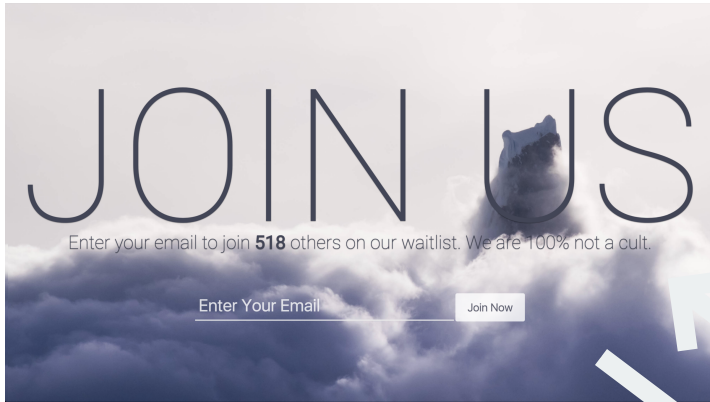 JOIN US
Enter your email to join 518 others on our waitlist. We are 100% not a cult.
Enter Your Email
Join Now